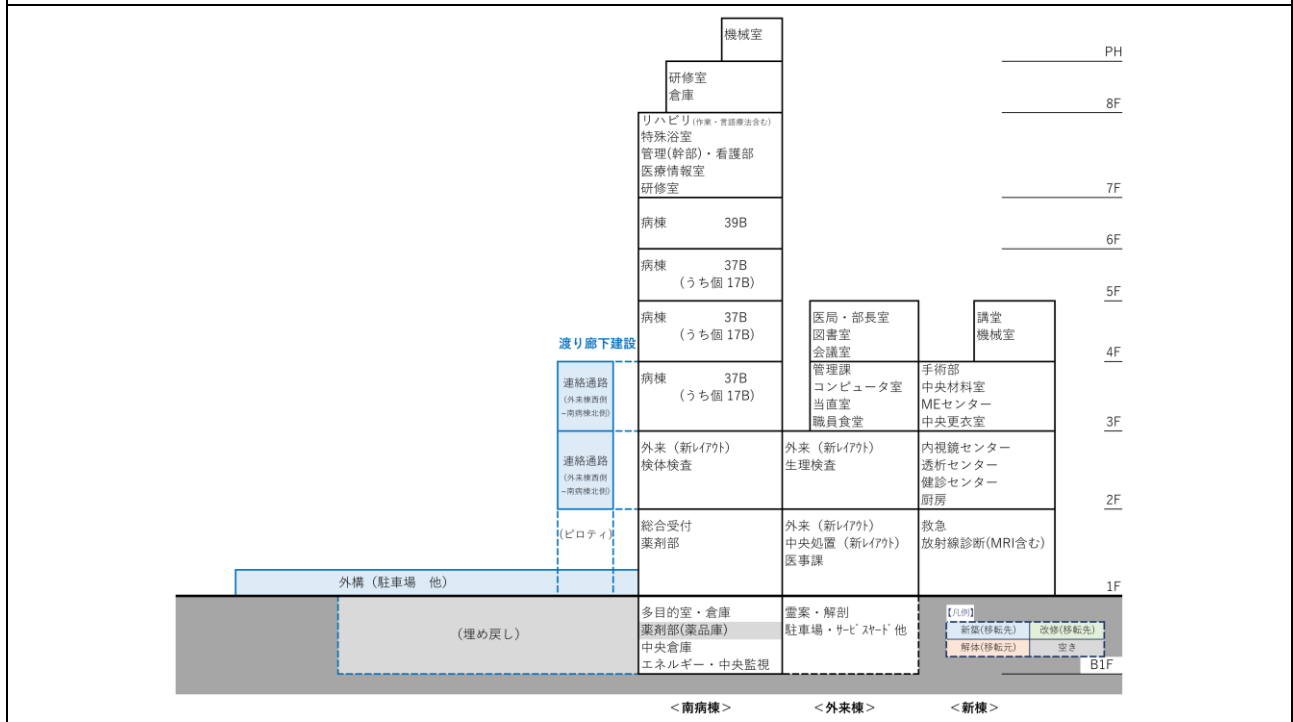 機械室
PH
研修室
倉庫
8F
リハビリ(作業・言語療法含む)
特殊浴室
管理(幹部)・看護部
医療情報室
研修室
7F
病棟 39B
6F
病棟 37B
(うち個 17B)
5F
病棟 37B
(うち個 17B)
医局・部長室
図書室
会議室
講堂
機械室
4F
渡り廊下建設
連絡通路
(外来棟西側
~南病棟北側)
病棟 37B
(うち個 17B)
管理課
コンピュータ室
当直室
職員食堂
手術部
中央材料室
MEセンター
中央更衣室
3F
連絡通路
(外来棟西側
~南病棟北側)
外来(新レイアウト)
検体検査
外来(新レイアウト)
生理検査
内視鏡センター
透析センター
健診センター
厨房
2F
(ピロティ)
総合受付
薬剤部
外来(新レイアウト)
中央処置(新レイアウト)
医事課
救急
放射線診断(MRI含む)
外構(駐車場 他)
1F
(埋め戻し)
多目的室・倉庫
薬剤部(薬品庫)
中央倉庫
エネルギー・中央監視
霊案・解剖
駐車場・サービスヤード他
【凡例】
新築(移転先)
改修(移転先)
解体(移転元)
空き
B1F
<南病棟>
<外来棟>
<新棟>